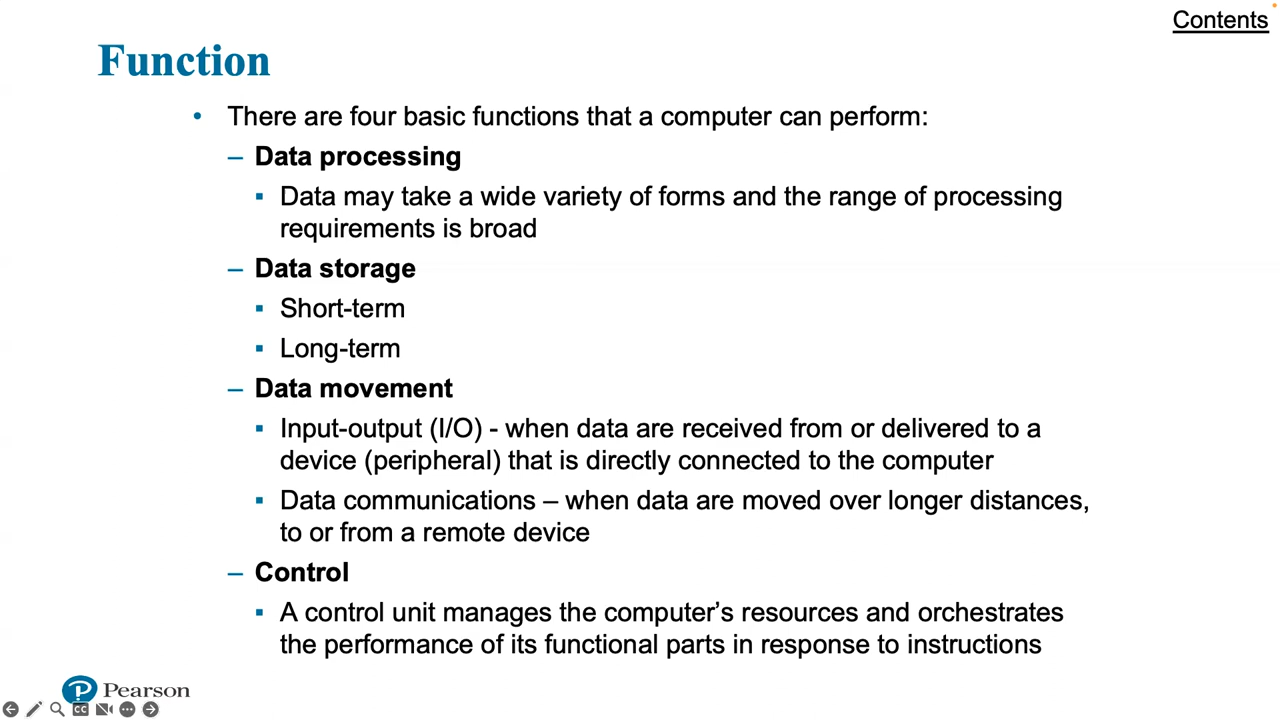 Contents
Function
• There are four basic functions that a computer can perform:
– Data processing
▪ Data may take a wide variety of forms and the range of processing
requirements is broad
– Data storage
▪ Short-term
▪ Long-term
– Data movement
▪ Input-output (I/O) - when data are received from or delivered to a
device (peripheral) that is directly connected to the computer
▪ Data communications – when data are moved over longer distances,
to or from a remote device
– Control
▪ A control unit manages the computer’s resources and orchestrates
the performance of its functional parts in response to instructions
P Pearson
CC